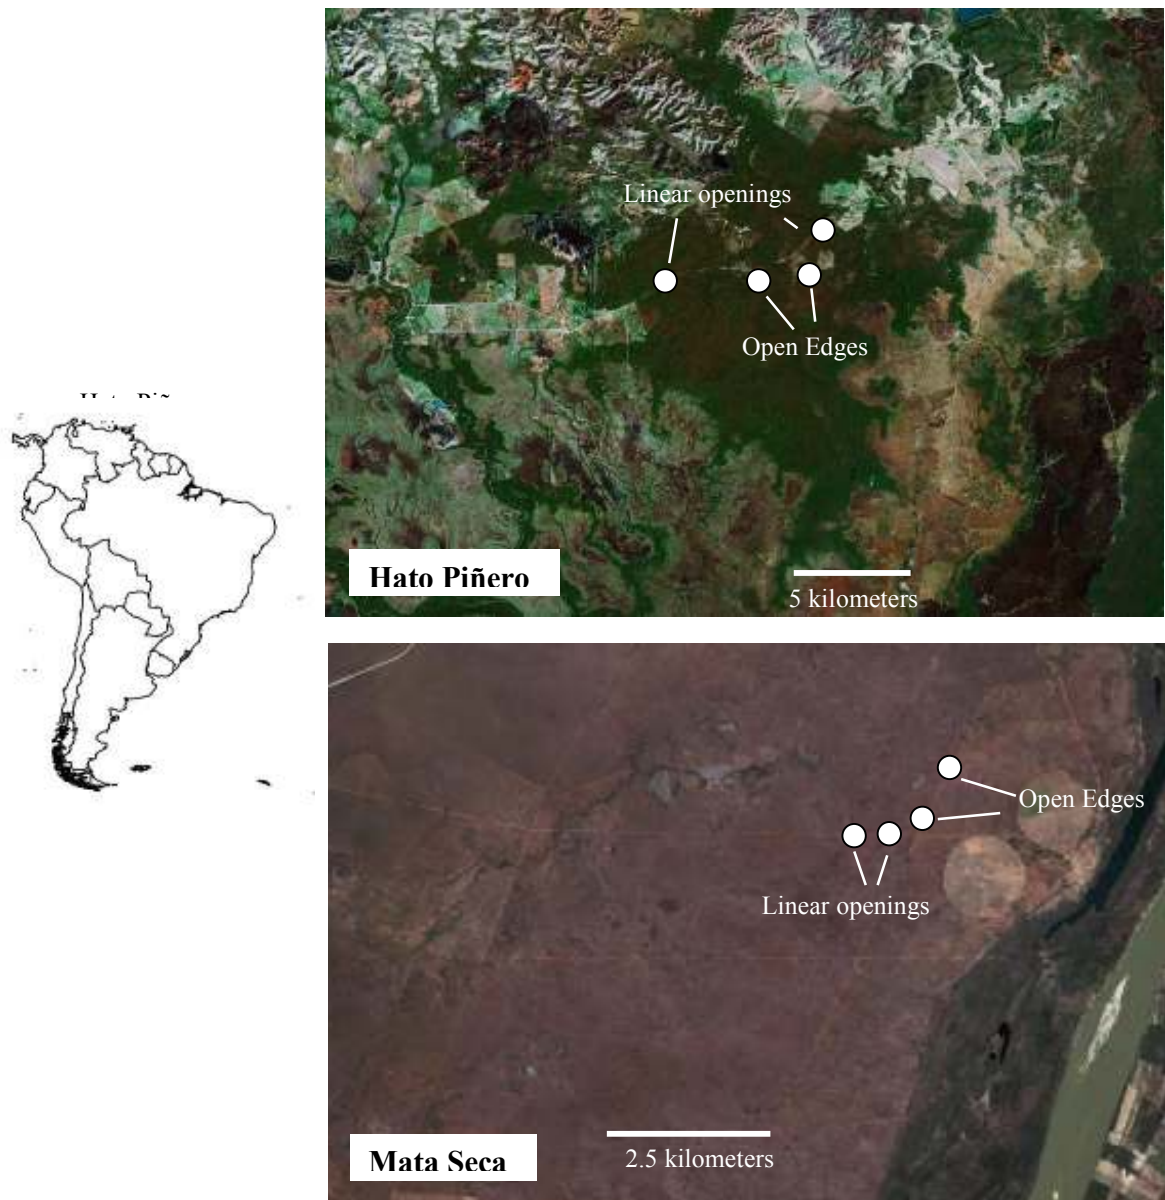 Linear openings
Open Edges
Hato Piñero
5 kilometers
Open Edges
Linear openings
Mata Seca
2.5 kilometers